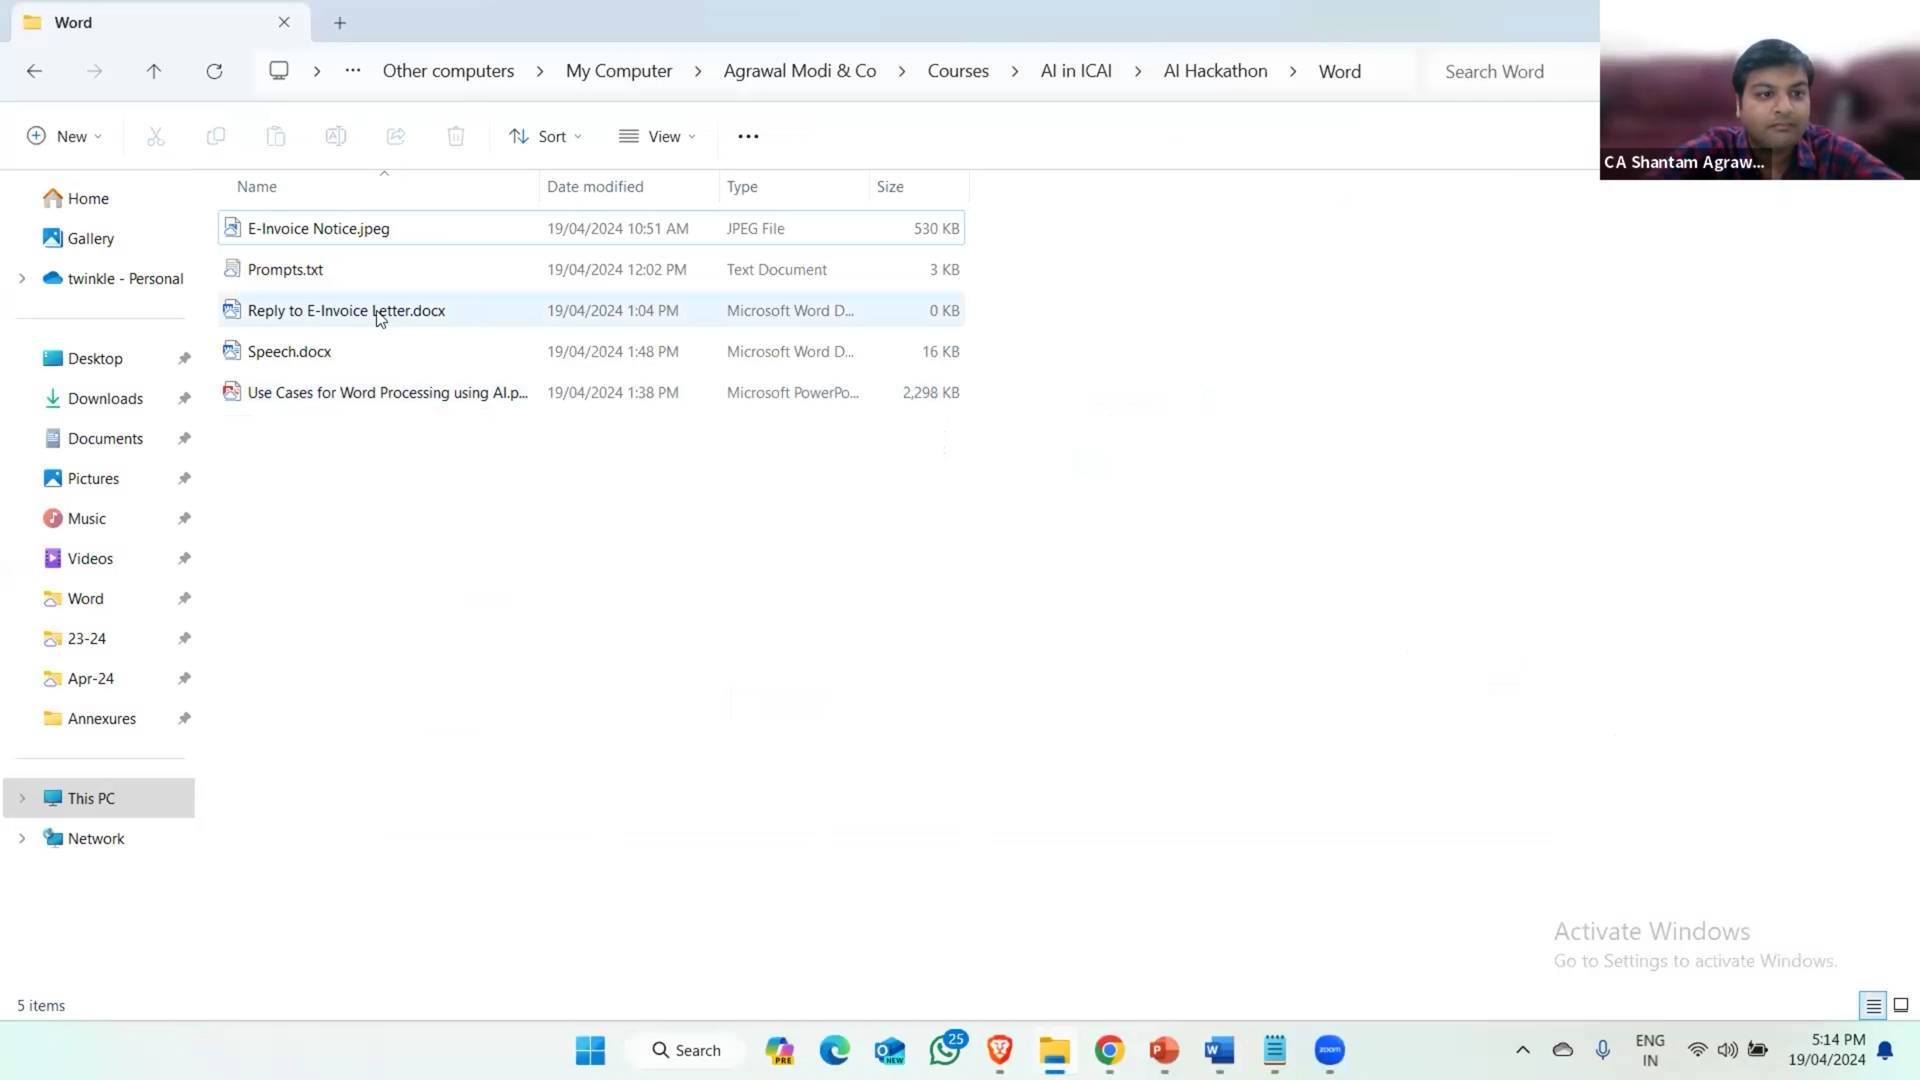 Word
Other computers My Computer Agrawal Modi & Co Courses AI in ICAI AI Hackathon Word Search Word
New Sort View
CA Shantam Agraw...
Name Date modified Type Size
E-Invoice Notice.jpeg 19/04/2024 10:51 AM JPEG File 530 KB
Prompts.txt 19/04/2024 12:02 PM Text Document 3 KB
Reply to E-Invoice Letter.docx 19/04/2024 1:04 PM Microsoft Word D... 0 KB
Speech.docx 19/04/2024 1:48 PM Microsoft Word D... 16 KB
Use Cases for Word Processing using AI.p... 19/04/2024 1:38 PM Microsoft PowerPo... 2,298 KB
Home
Gallery
twinkle - Personal
Desktop
Downloads
Documents
Pictures
Music
Videos
Word
23-24
Apr-24
Annexures
This PC
Network
Activate Windows
Go to Settings to activate Windows.
5 items
Search PRE NEW 25 zoom ENG 5:14 PM
IN 19/04/2024